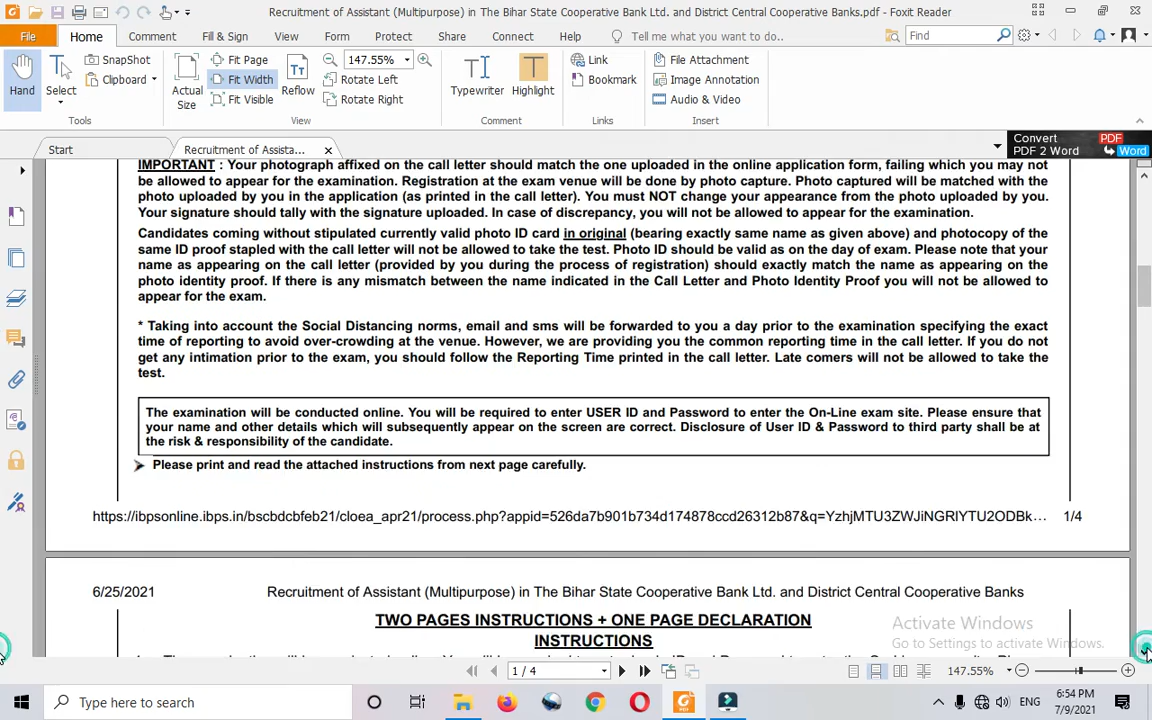 Recruitment of Assistant (Multipurpose) in The Bihar State Cooperative Bank Ltd. and District Central Cooperative Banks.pdf - Foxit Reader
File Home Comment Fill & Sign View Form Protect Share Connect Help Tell me what you want to do.. Find
Hand
Select
SnapShot
Clipboard
Tools
Actual Size
Fit Page
Fit Width
Fit Visible
Reflow
147.55%
Rotate Left
Rotate Right
View
Typewriter
Highlight
Comment
Link
Bookmark
Links
File Attachment
Image Annotation
Audio & Video
Insert
Start
Recruitment of Assista...
Convert PDF
PDF 2 Word Word
IMPORTANT : Your photograph affixed on the call letter should match the one uploaded in the online application form, failing which you may not
be allowed to appear for the examination. Registration at the exam venue will be done by photo capture. Photo captured will be matched with the
photo uploaded by you in the application (as printed in the call letter). You must NOT change your appearance from the photo uploaded by you.
Your signature should tally with the signature uploaded. In case of discrepancy, you will not be allowed to appear for the examination.
Candidates coming without stipulated currently valid photo ID card in original (bearing exactly same name as given above) and photocopy of the
same ID proof stapled with the call letter will not be allowed to take the test. Photo ID should be valid as on the day of exam. Please note that your
name as appearing on the call letter (provided by you during the process of registration) should exactly match the name as appearing on the
photo identity proof. If there is any mismatch between the name indicated in the Call Letter and Photo Identity Proof you will not be allowed to
appear for the exam.
* Taking into account the Social Distancing norms, email and sms will be forwarded to you a day prior to the examination specifying the exact
time of reporting to avoid over-crowding at the venue. However, we are providing you the common reporting time in the call letter. If you do not
get any intimation prior to the exam, you should follow the Reporting Time printed in the call letter. Late comers will not be allowed to take the
test.
The examination will be conducted online. You will be required to enter USER ID and Password to enter the On-Line exam site. Please ensure that
your name and other details which will subsequently appear on the screen are correct. Disclosure of User ID & Password to third party shall be at
the risk & responsibility of the candidate.
➢ Please print and read the attached instructions from next page carefully.
https://ibpsonline.ibps.in/bscbdcbfeb21/cloea_apr21/process.php?appid=526da7b901b734d174878ccd26312b87&q=YzhjMTU3ZWJiNGRlYTU2ODBk… 1/4
6/25/2021 Recruitment of Assistant (Multipurpose) in The Bihar State Cooperative Bank Ltd. and District Central Cooperative Banks
TWO PAGES INSTRUCTIONS + ONE PAGE DECLARATION
INSTRUCTIONS
Activate Windows
Go to Settings to activate Windows.
1 / 4
147.55%
Type here to search
ENG
6:54 PM
7/9/2021